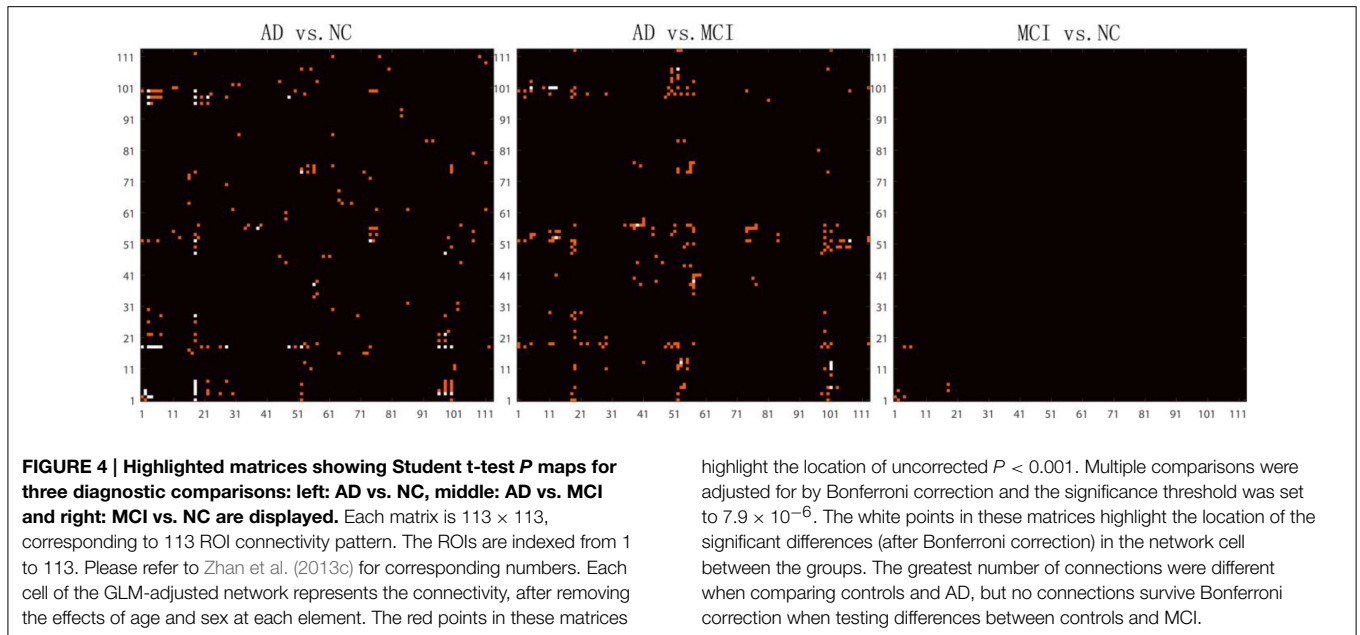 AD vs. NC
AD vs. MCI
MCI vs. NC
111
101
91
81
71
61
51
41
31
21
11
1
1 11 21 31 41 51 61 71 81 91 101 111
111
101
91
81
71
61
51
41
31
21
11
1
1 11 21 31 41 51 61 71 81 91 101 111
111
101
91
81
71
61
51
41
31
21
11
1
1 11 21 31 41 51 61 71 81 91 101 111
FIGURE 4 | Highlighted matrices showing Student t-test P maps for
three diagnostic comparisons: left: AD vs. NC, middle: AD vs. MCI
and right: MCI vs. NC are displayed. Each matrix is 113 × 113,
corresponding to 113 ROI connectivity pattern. The ROIs are indexed from 1
to 113. Please refer to Zhan et al. (2013c) for corresponding numbers. Each
cell of the GLM-adjusted network represents the connectivity, after removing
the effects of age and sex at each element. The red points in these matrices
highlight the location of uncorrected P < 0.001. Multiple comparisons were
adjusted for by Bonferroni correction and the significance threshold was set
to 7.9 × 10⁻⁶. The white points in these matrices highlight the location of the
significant differences (after Bonferroni correction) in the network cell
between the groups. The greatest number of connections were different
when comparing controls and AD, but no connections survive Bonferroni
correction when testing differences between controls and MCI.